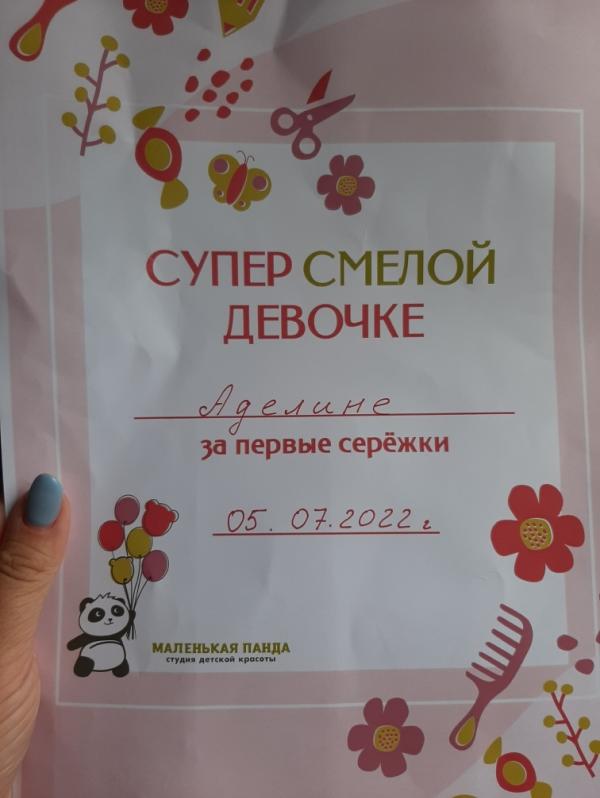 СУПЕР СМЕЛОЙ
ДЕВОЧКЕ
Аделине
за первые серёжки
05. 07. 2022 г
МАЛЕНЬКАЯ ПАНДА
студия детской красоты